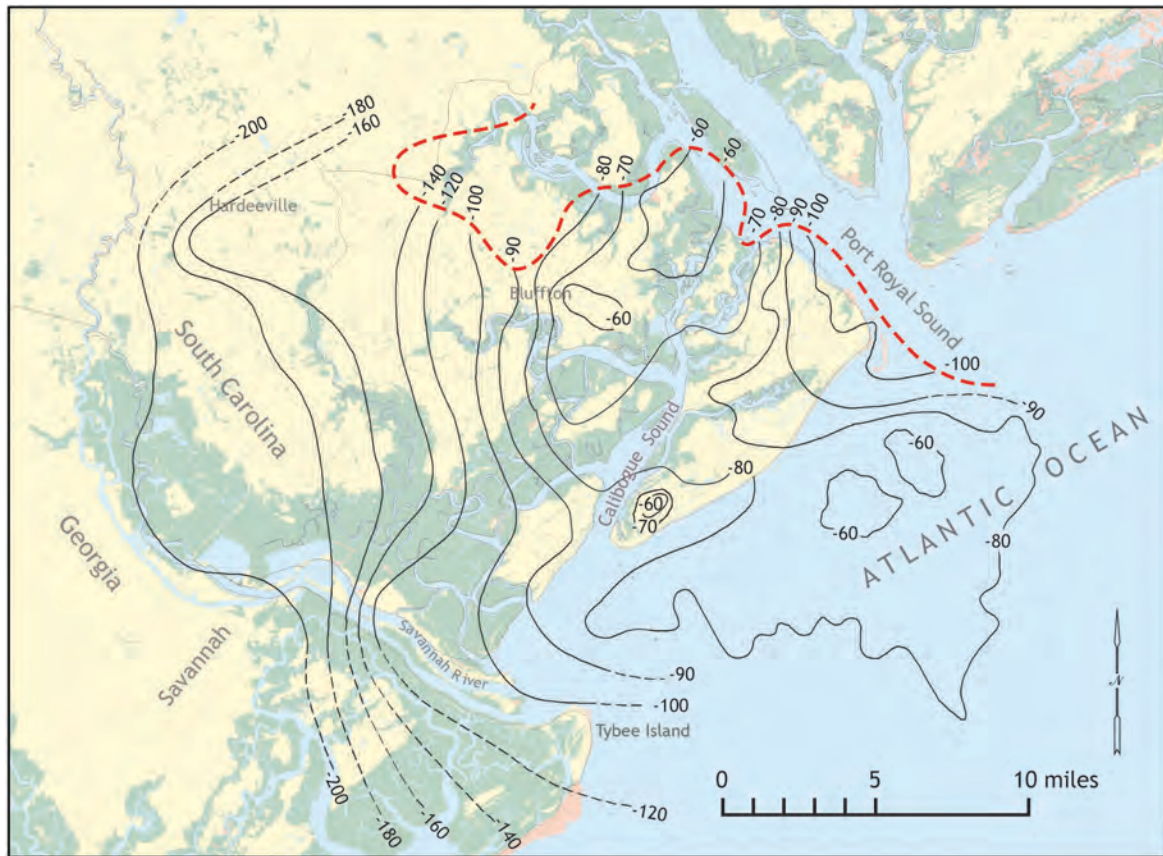 -200
-180
-160
-140
-120
-100
-90
-80
-70
-60
-60
-70
-80
-90
-100
Hardeeville
Bluffton
-60
Port Royal Sound
-100
-90
South Carolina
Calibogue Sound
-80
-60
-70
-60
-60
-80
ATLANTIC OCEAN
Georgia
Savannah
Savannah River
-90
-100
Tybee Island
N
-200
-180
-160
-140
-120
0 5 10 miles